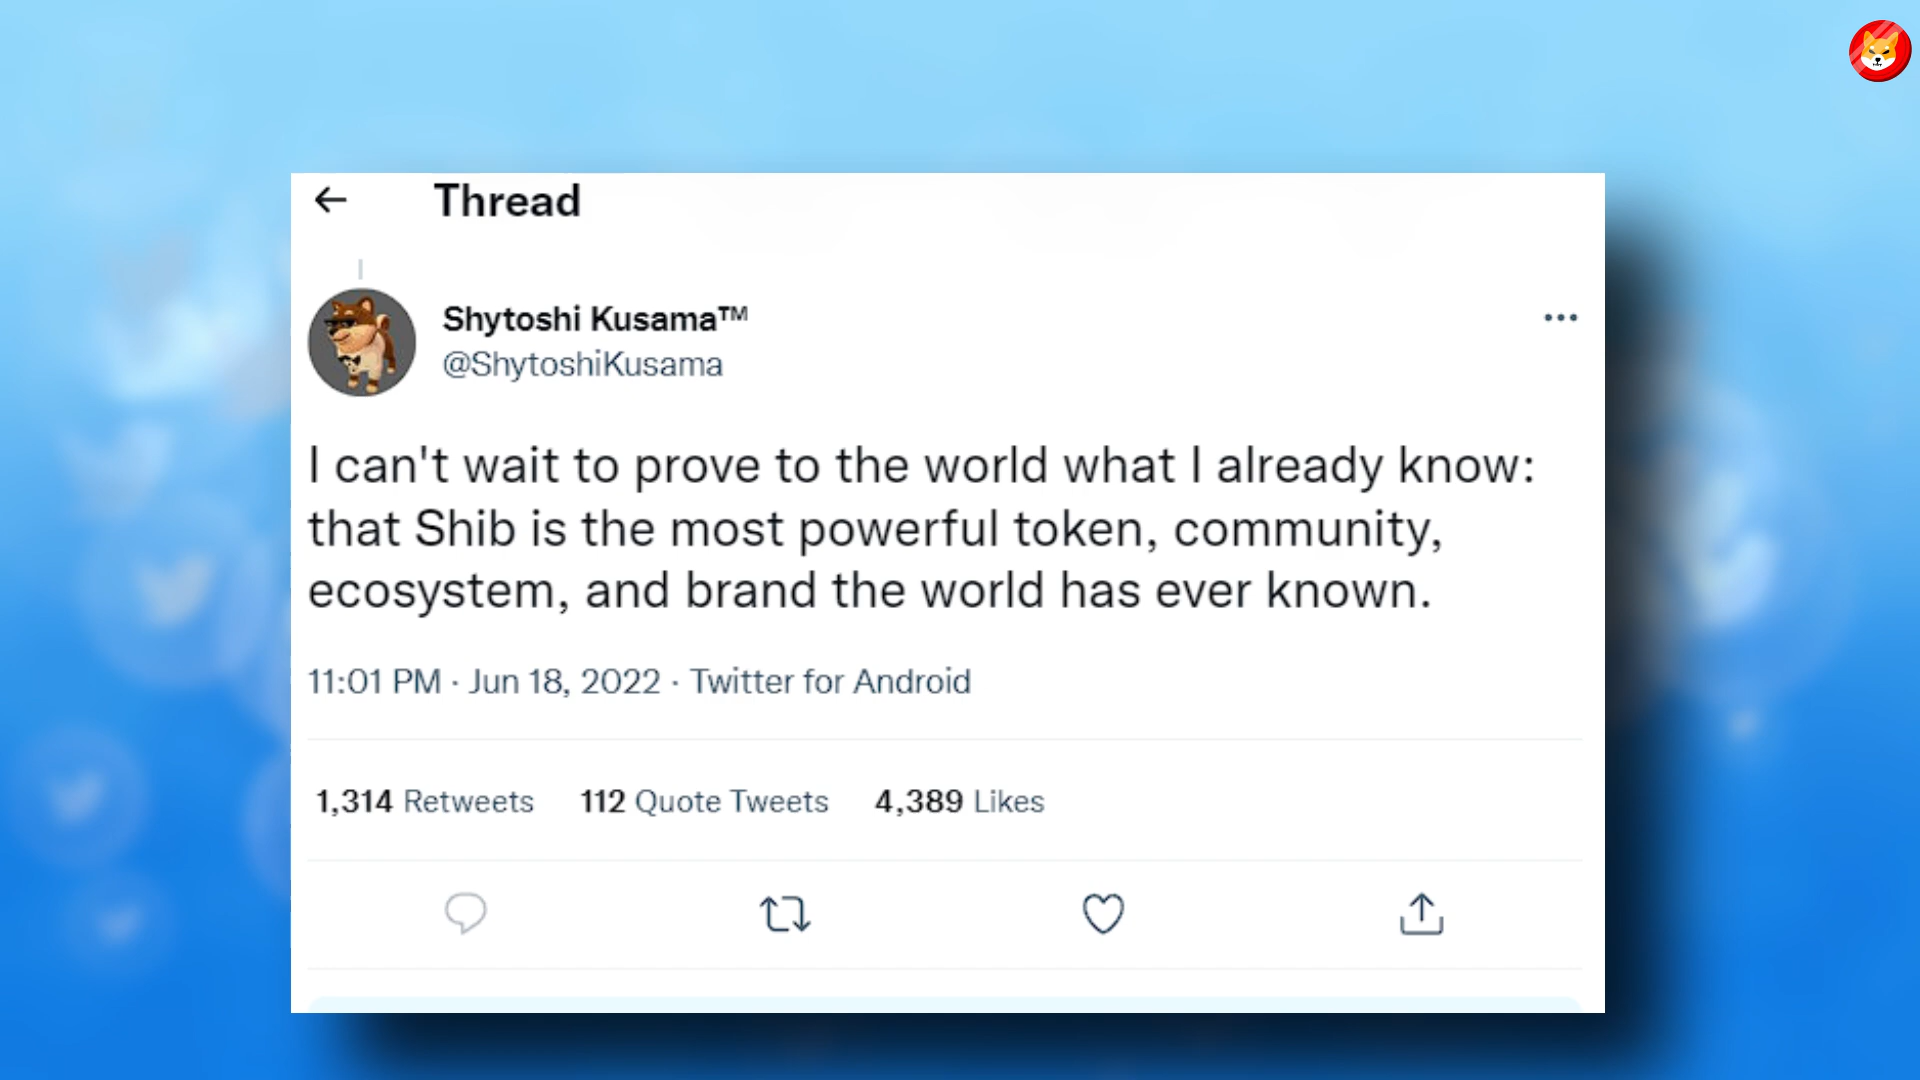 Thread
Shytoshi Kusama™
@ShytoshiKusama
I can't wait to prove to the world what I already know:
that Shib is the most powerful token, community,
ecosystem, and brand the world has ever known.
11:01 PM · Jun 18, 2022 · Twitter for Android
1,314 Retweets 112 Quote Tweets 4,389 Likes